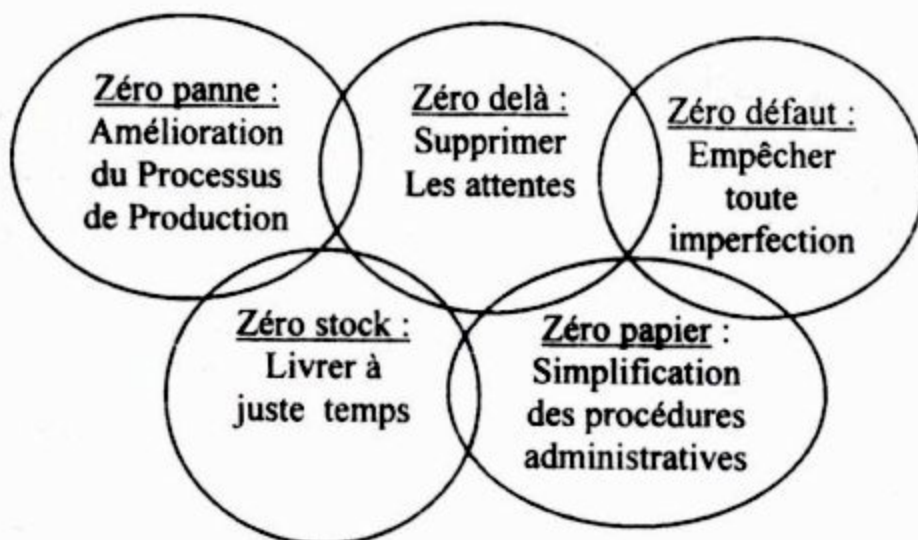 Zéro panne :
Amélioration
du Processus
de Production
Zéro delà :
Supprimer
Les attentes
Zéro défaut :
Empêcher
toute
imperfection
Zéro stock :
Livrer à
juste temps
Zéro papier :
Simplification
des procédures
administratives